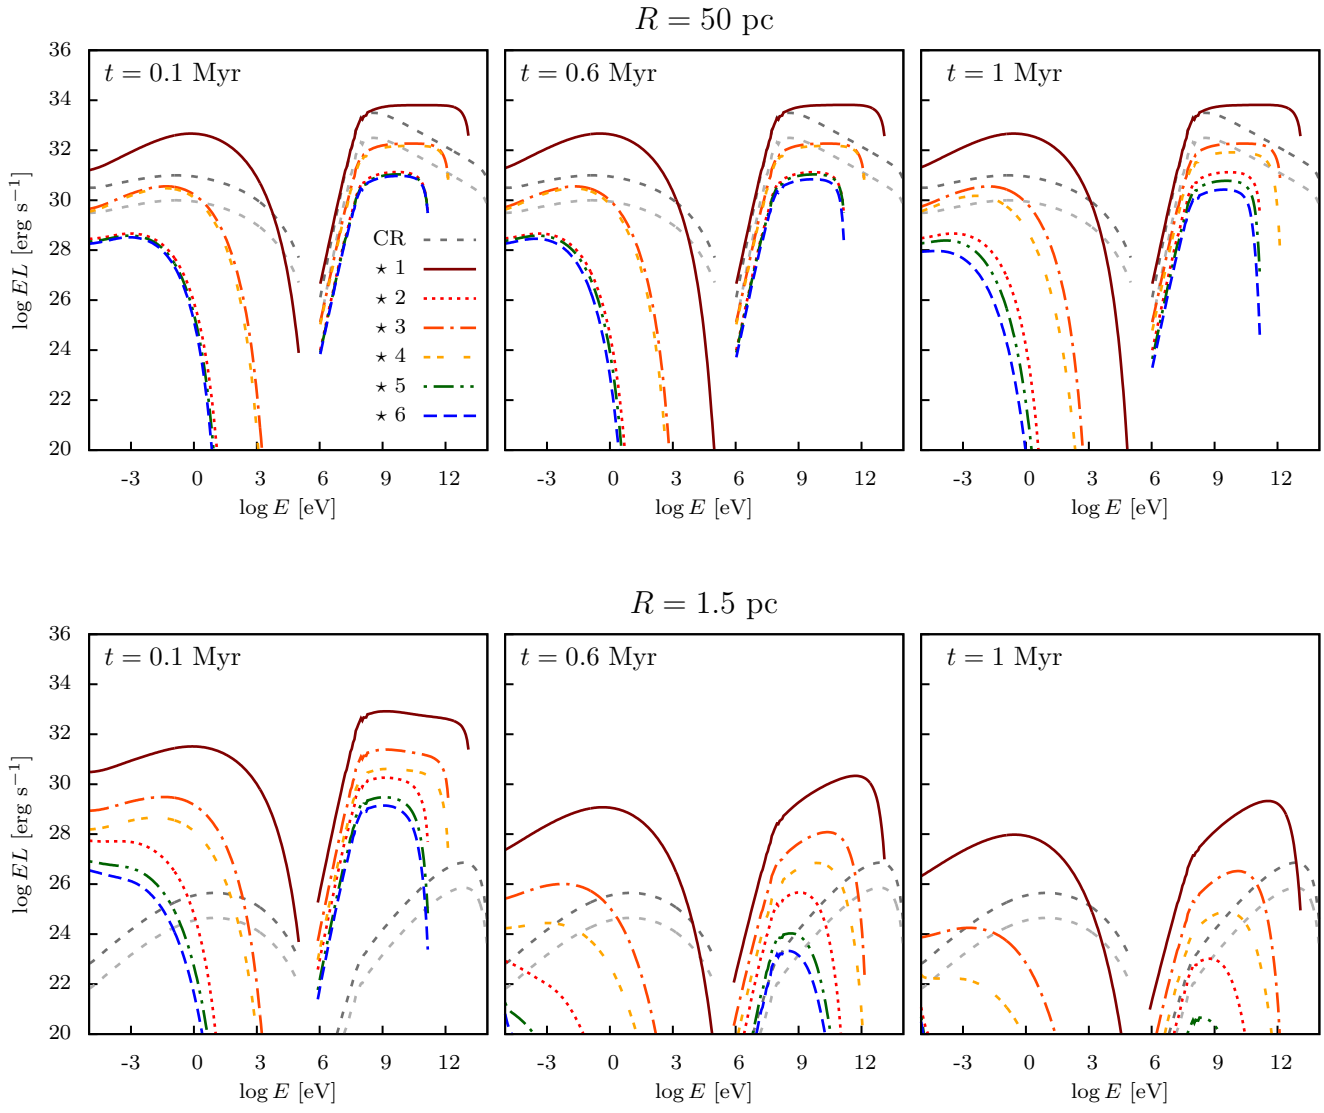 R = 50 pc
t = 0.1 Myr
t = 0.6 Myr
t = 1 Myr
36
34
32
30
28
26
24
22
20
log EL [erg s⁻¹]
CR
⋆ 1
⋆ 2
⋆ 3
⋆ 4
⋆ 5
⋆ 6
-3 0 3 6 9 12
-3 0 3 6 9 12
-3 0 3 6 9 12
log E [eV]
log E [eV]
log E [eV]
R = 1.5 pc
t = 0.1 Myr
t = 0.6 Myr
t = 1 Myr
36
34
32
30
28
26
24
22
20
log EL [erg s⁻¹]
-3 0 3 6 9 12
-3 0 3 6 9 12
-3 0 3 6 9 12
log E [eV]
log E [eV]
log E [eV]